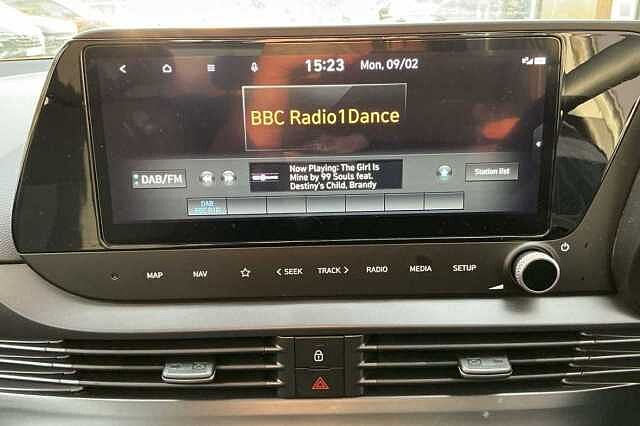 15:23 Mon, 09/02
BBC Radio1Dance
DAB/FM
Now Playing: The Girl Is
Mine by 99 Souls feat.
Destiny's Child, Brandy
Station list
DAB
MAP NAV < SEEK TRACK > RADIO MEDIA SETUP